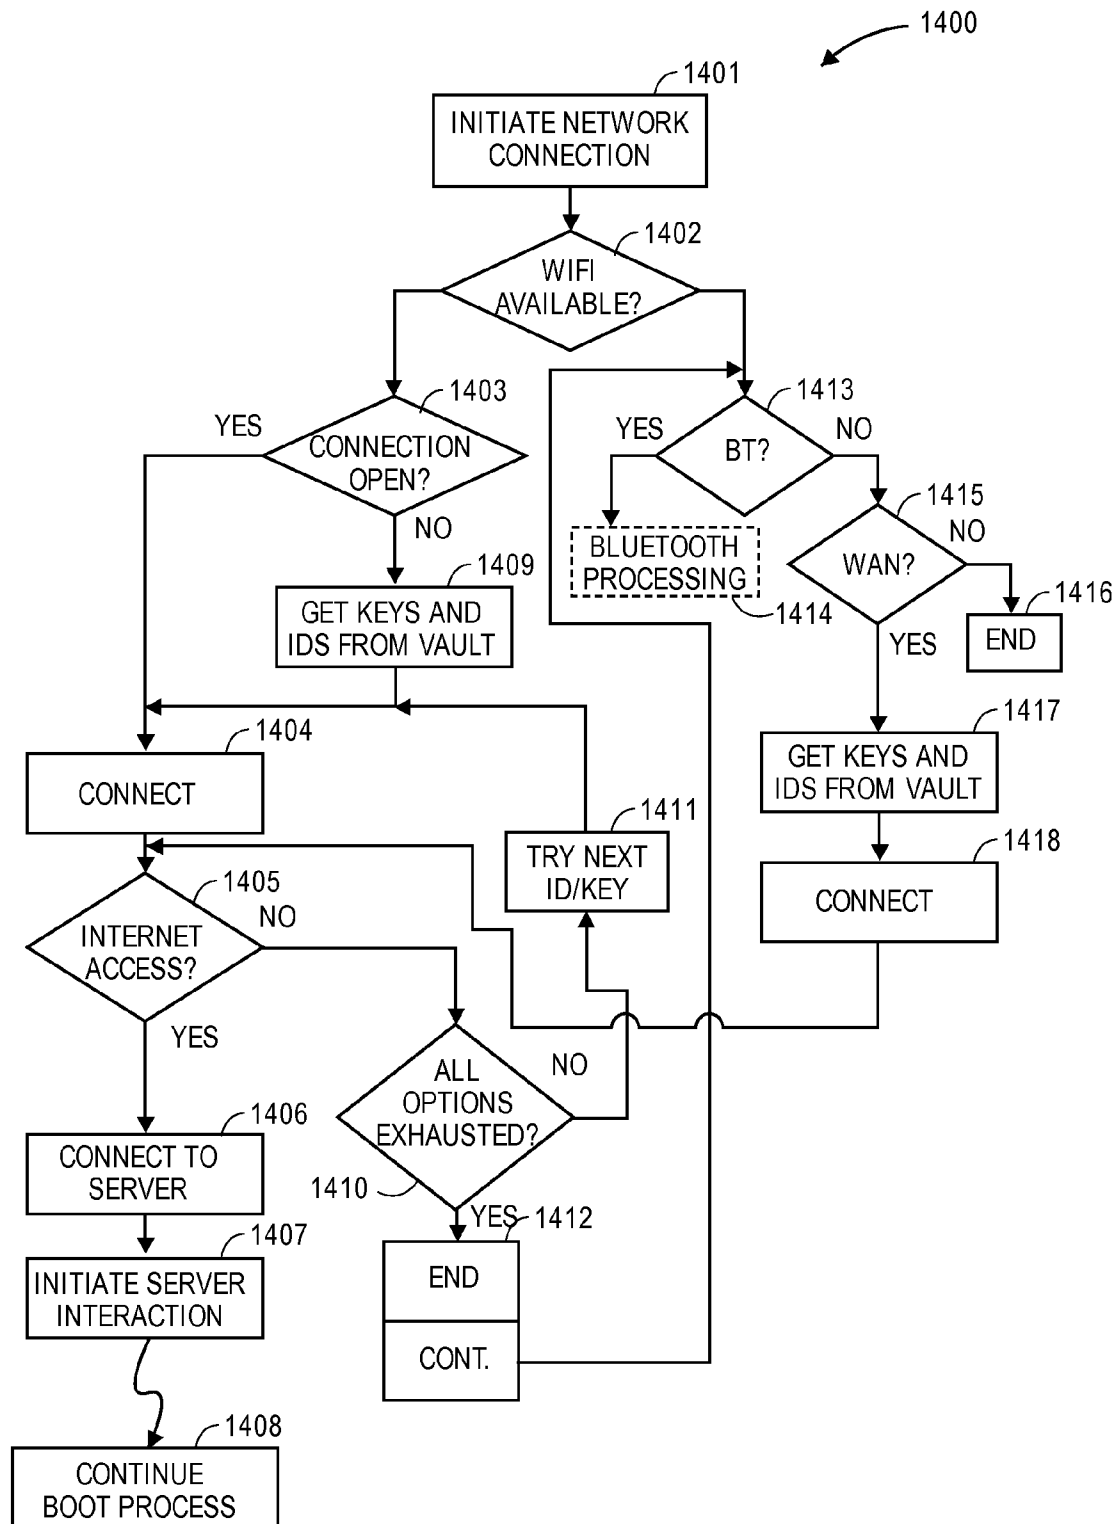 1400
1401
INITIATE NETWORK
CONNECTION
1402
WIFI
AVAILABLE?
1403
YES
CONNECTION
OPEN?
NO
1413
YES
BT?
NO
1415
NO
WAN?
YES
BLUETOOTH
PROCESSING
1414
1416
END
1409
GET KEYS AND
IDS FROM VAULT
1404
CONNECT
1417
GET KEYS AND
IDS FROM VAULT
1411
TRY NEXT
ID/KEY
1418
CONNECT
1405
NO
INTERNET
ACCESS?
YES
ALL
OPTIONS
EXHAUSTED?
NO
1410
YES
1406
CONNECT TO
SERVER
1407
INITIATE SERVER
INTERACTION
1412
END
CONT.
1408
CONTINUE
BOOT PROCESS